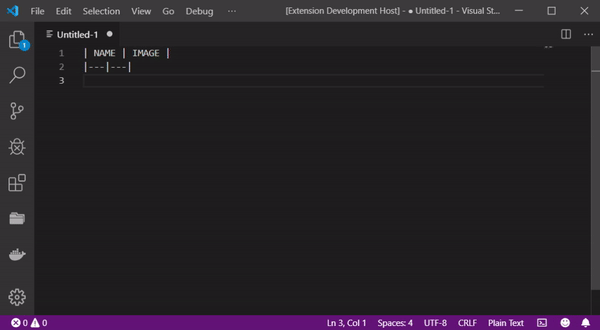 File Edit Selection View Go Debug ··· [Extension Development Host] - ● Untitled-1 - Visual St...
Untitled-1 ●
1 | NAME | IMAGE |
2 |---|---|
3
1
0 0 Ln 3, Col 1 Spaces: 4 UTF-8 CRLF Plain Text